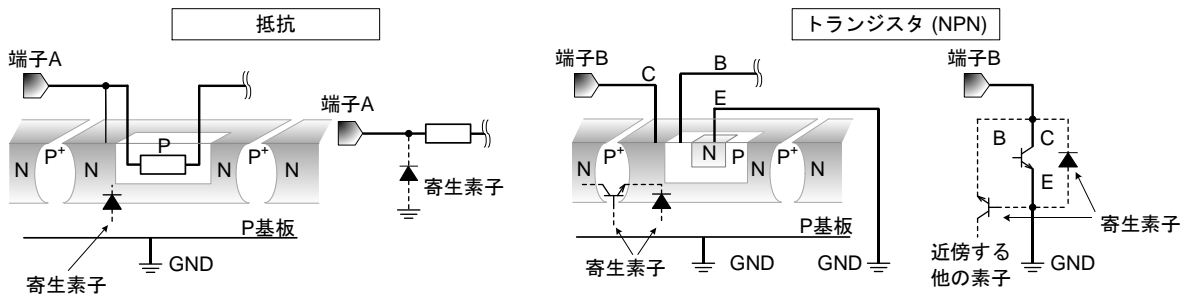 抵抗
端子A
P
N
P+
N
N
P+
N
P基板
GND
寄生素子
端子A
寄生素子
トランジスタ (NPN)
端子B
C
B
E
N
P+
N
N
P
P+
N
P基板
寄生素子
GND
GND
端子B
B
C
E
寄生素子
近傍する
他の素子
GND